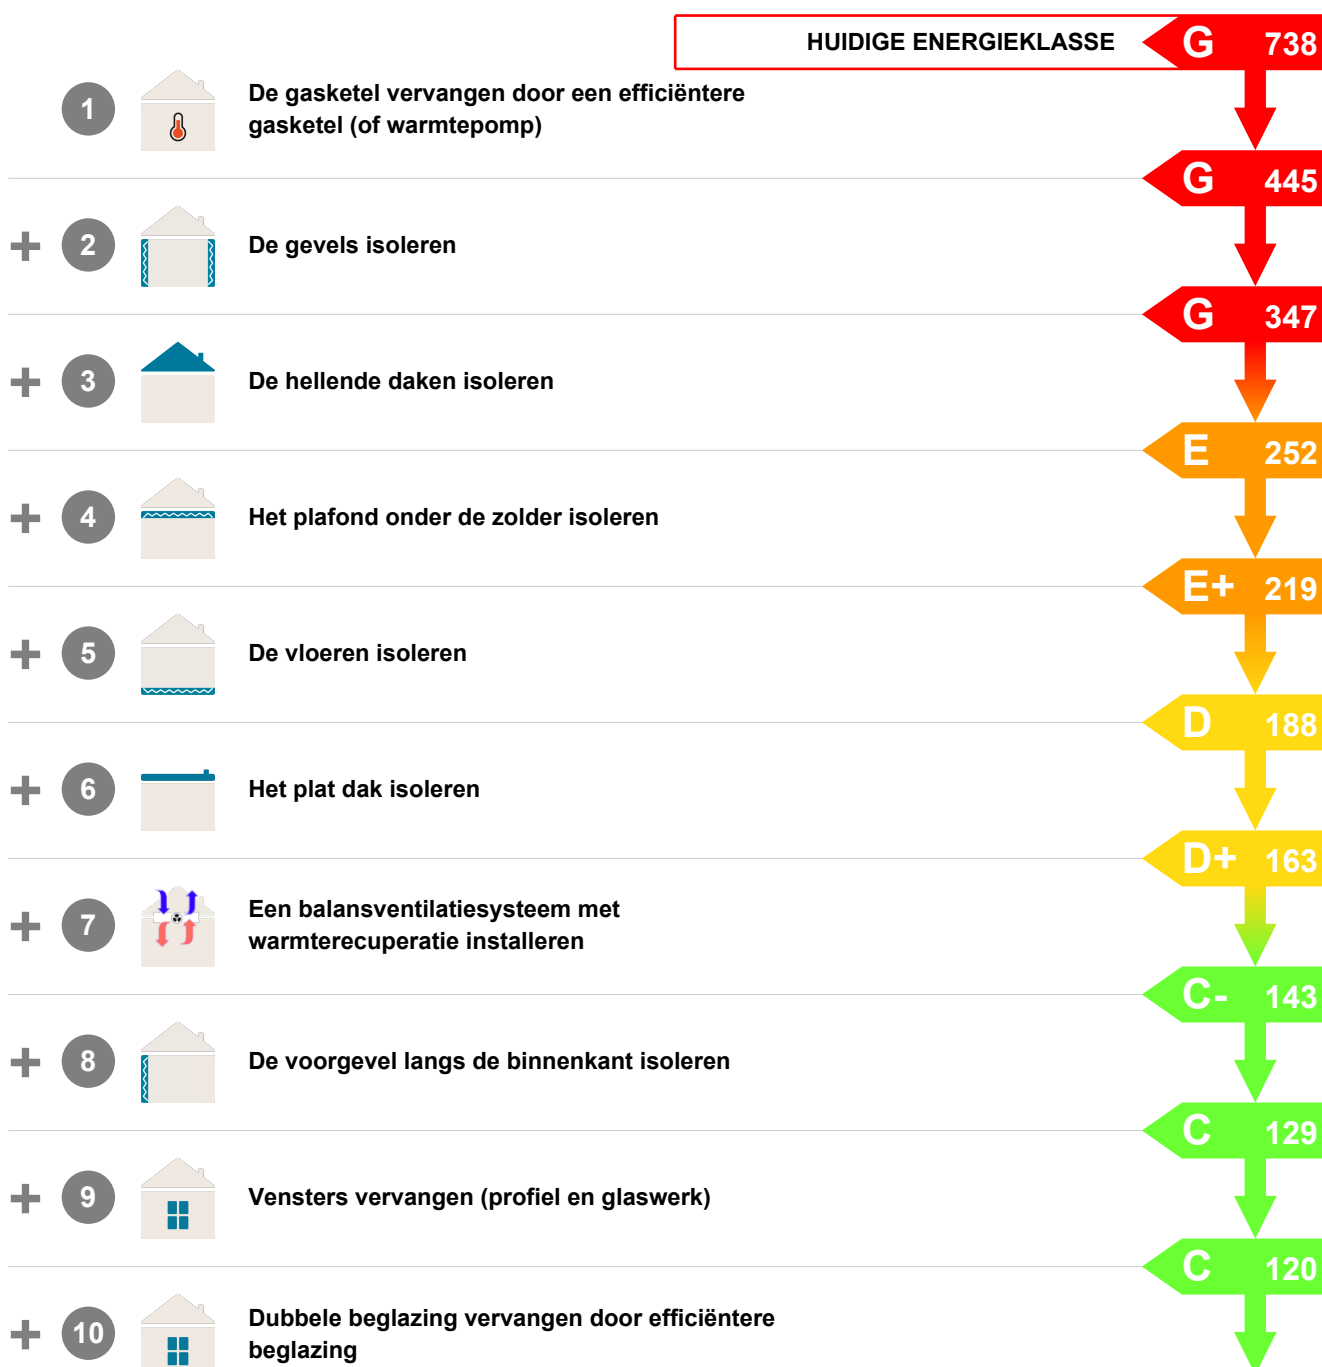 HUIDIGE ENERGIEKLASSE G 738
1 De gasketel vervangen door een efficiëntere
gasketel (of warmtepomp)
G 445
+ 2 De gevels isoleren
G 347
+ 3 De hellende daken isoleren
E 252
+ 4 Het plafond onder de zolder isoleren
E+ 219
+ 5 De vloeren isoleren
D 188
+ 6 Het plat dak isoleren
D+ 163
+ 7 Een balansventilatiesysteem met
warmterecuperatie installeren
C- 143
+ 8 De voorgevel langs de binnenkant isoleren
C 129
+ 9 Vensters vervangen (profiel en glaswerk)
C 120
+ 10 Dubbele beglazing vervangen door efficiëntere
beglazing